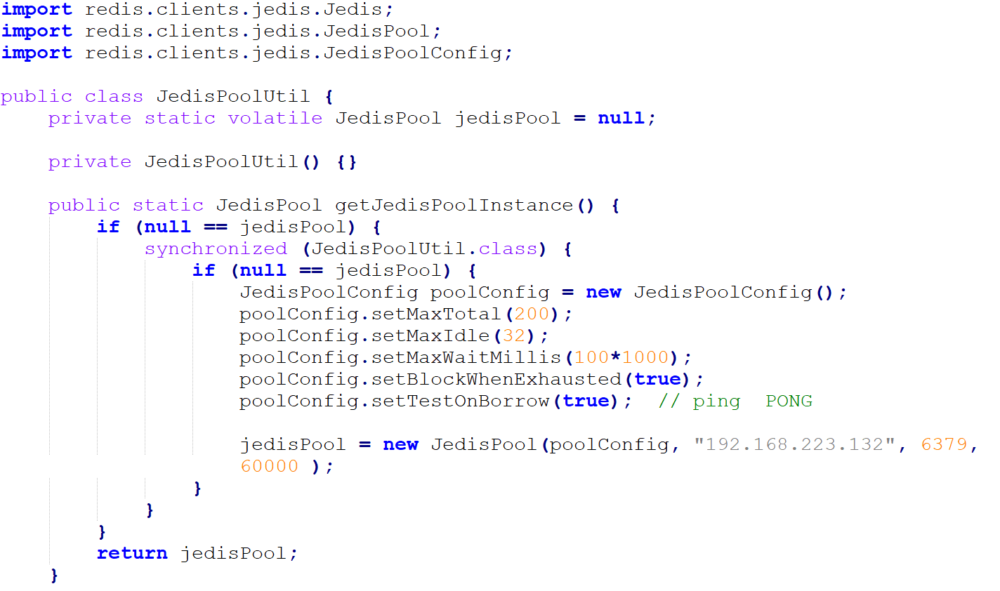 import redis.clients.jedis.Jedis;
import redis.clients.jedis.JedisPool;
import redis.clients.jedis.JedisPoolConfig;

public class JedisPoolUtil {
    private static volatile JedisPool jedisPool = null;

    private JedisPoolUtil() {}

    public static JedisPool getJedisPoolInstance() {
        if (null == jedisPool) {
            synchronized (JedisPoolUtil.class) {
                if (null == jedisPool) {
                    JedisPoolConfig poolConfig = new JedisPoolConfig();
                    poolConfig.setMaxTotal(200);
                    poolConfig.setMaxIdle(32);
                    poolConfig.setMaxWaitMillis(100*1000);
                    poolConfig.setBlockWhenExhausted(true);
                    poolConfig.setTestOnBorrow(true);  // ping  PONG

                    jedisPool = new JedisPool(poolConfig, "192.168.223.132", 6379,
                    60000 );
                }
            }
        }
        return jedisPool;
    }